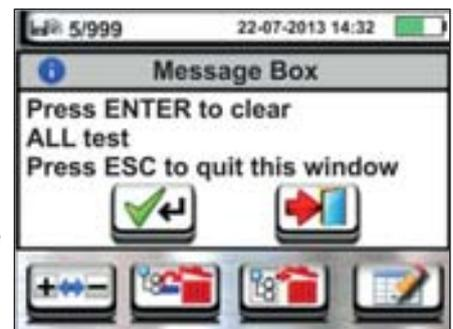 5/999 22-07-2013 14:32
Message Box
Press ENTER to clear
ALL test
Press ESC to quit this window